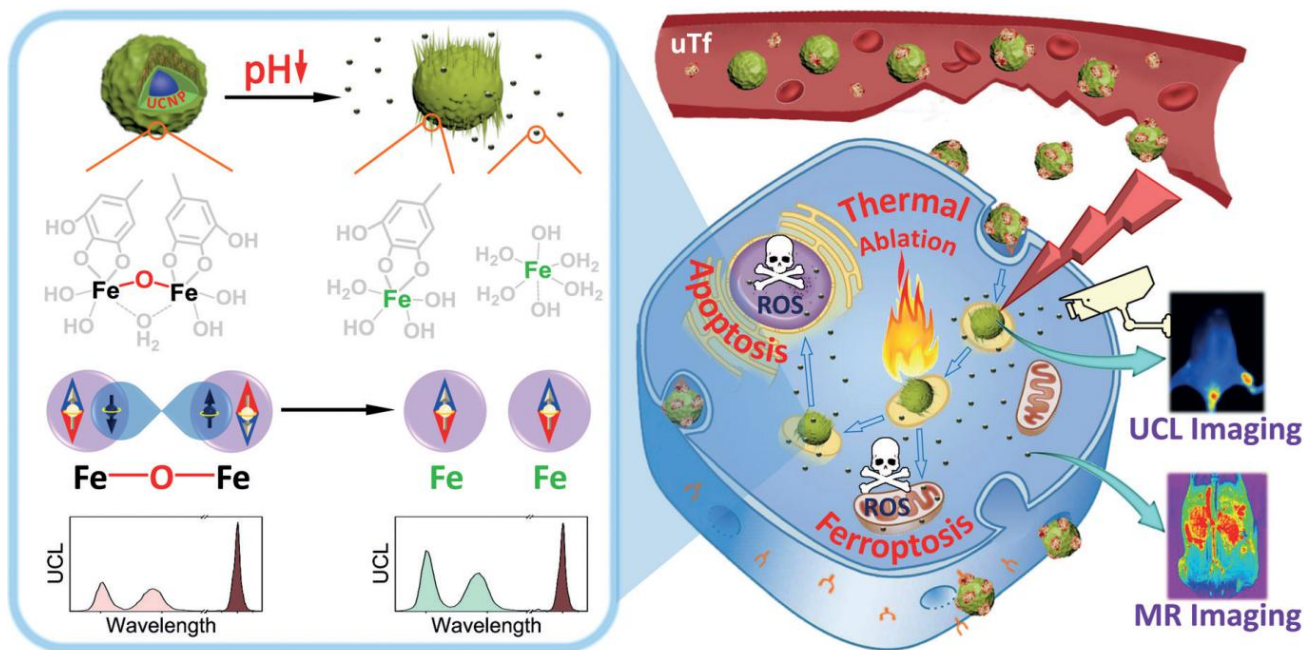 pH↓
UCNP
HO
OH
O
O
O
O
HO
Fe
O
Fe
OH
HO
O
OH
H₂
HO
O
O
H₂O
Fe
OH
HO
OH
OH
H₂O
OH₂
Fe
H₂O
OH₂
OH
Fe—O—Fe
Fe
Fe
UCL
Wavelength
UCL
Wavelength
uTf
Thermal
Ablation
Apoptosis
ROS
ROS
Ferroptosis
UCL Imaging
MR Imaging